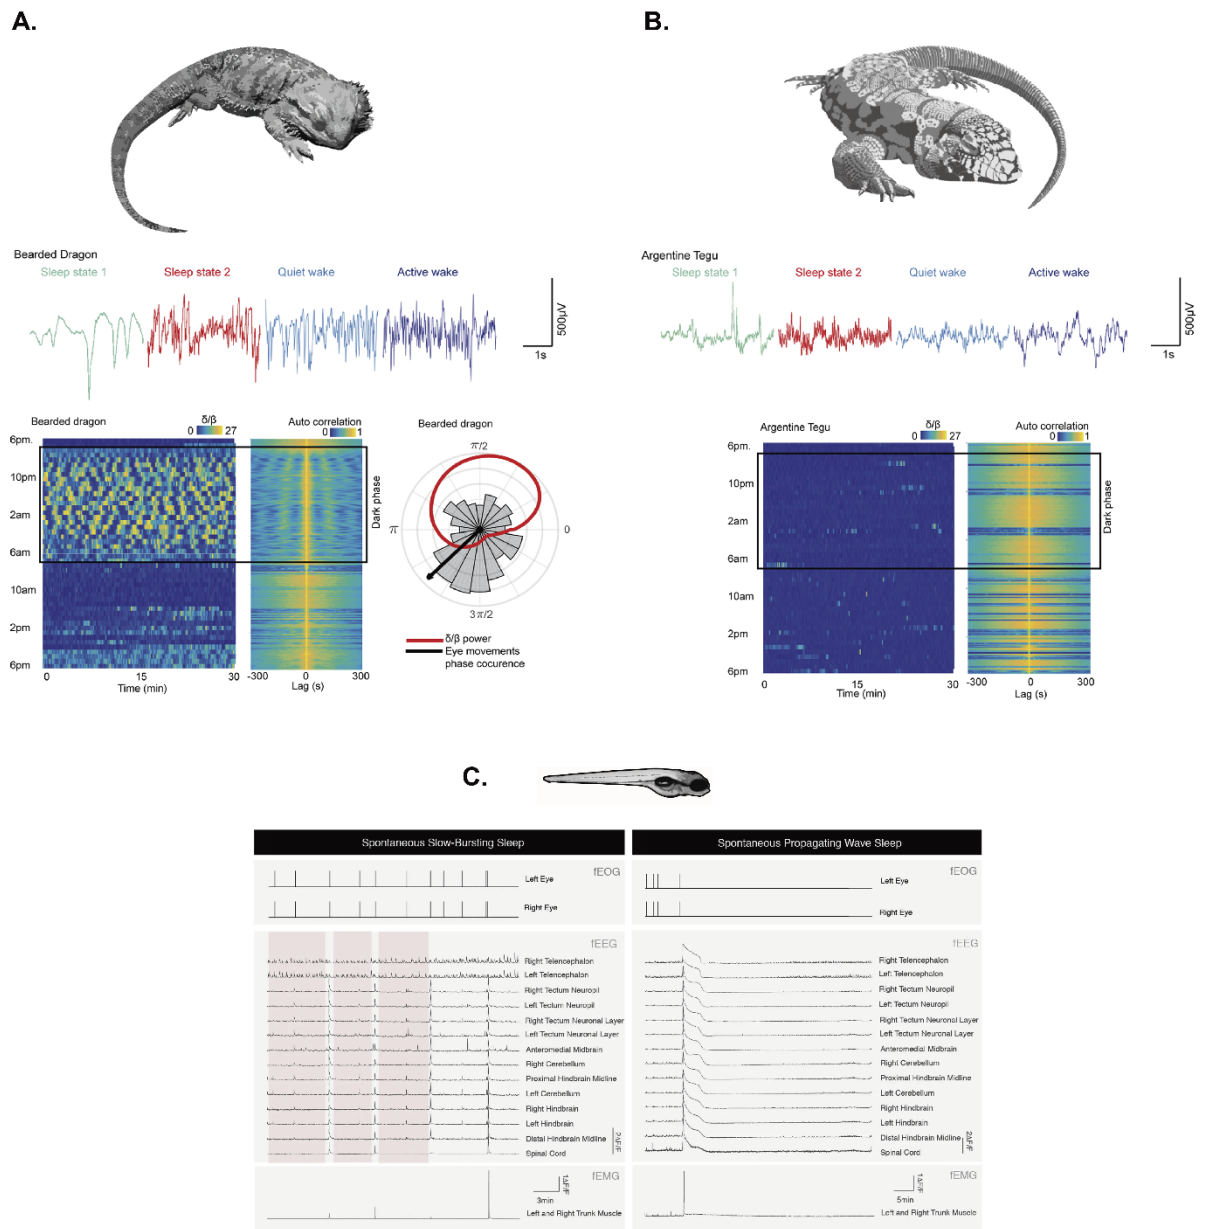 A.
B.
Bearded Dragon
Sleep state 1
Sleep state 2
Quiet wake
Active wake
500μV
1s
Argentine Tegu
Sleep state 1
Sleep state 2
Quiet wake
Active wake
500μV
1s
Bearded dragon
δ/β
0 27
Auto correlation
0 1
6pm.
10pm
2am
6am
10am
2pm
6pm
0 30
Time (min)
-300 0 300
Lag (s)
Dark phase
Bearded dragon
π/2
π
0
3π/2
δ/β power
Eye movements
phase cocurence
Argentine Tegu
δ/β
0 27
Auto correlation
0 1
6pm
10pm
2am
6am
10am
2pm
6pm
0 15 30
Time (min)
-300 0 300
Lag (s)
Dark phase
C.
Spontaneous Slow-Bursting Sleep
fEOG
Left Eye
Right Eye
fEEG
Right Telencephalon
Left Telencephalon
Right Tectum Neuropil
Left Tectum Neuropil
Right Tectum Neuronal Layer
Left Tectum Neuronal Layer
Anteromedial Midbrain
Right Cerebellum
Proximal Hindbrain Midline
Left Cerebellum
Right Hindbrain
Left Hindbrain
Distal Hindbrain Midline
Spinal Cord
2ΔF/F
fEMG
1ΔF/F
3min
Left and Right Trunk Muscle
Spontaneous Propagating Wave Sleep
fEOG
Left Eye
Right Eye
fEEG
Right Telencephalon
Left Telencephalon
Right Tectum Neuropil
Left Tectum Neuropil
Right Tectum Neuronal Layer
Left Tectum Neuronal Layer
Anteromedial Midbrain
Right Cerebellum
Proximal Hindbrain Midline
Left Cerebellum
Right Hindbrain
Left Hindbrain
Distal Hindbrain Midline
Spinal Cord
2ΔF/F
fEMG
1ΔF/F
5min
Left and Right Trunk Muscle